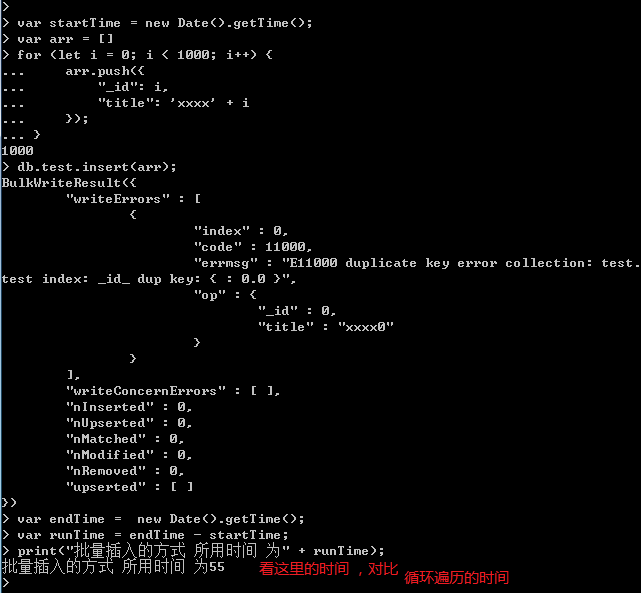 >
> var startTime = new Date().getTime();
> var arr = []
> for (let i = 0; i < 1000; i++) {
...     arr.push({
...         "_id": i,
...         "title": 'xxxx' + i
...     });
... }
1000
> db.test.insert(arr);
BulkWriteResult({
        "writeErrors" : [
                {
                        "index" : 0,
                        "code" : 11000,
                        "errmsg" : "E11000 duplicate key error collection: test.
test index: _id_ dup key: { : 0.0 }",
                        "op" : {
                                "_id" : 0,
                                "title" : "xxxx0"
                        }
                }
        ],
        "writeConcernErrors" : [ ],
        "nInserted" : 0,
        "nUpserted" : 0,
        "nMatched" : 0,
        "nModified" : 0,
        "nRemoved" : 0,
        "upserted" : [ ]
})
> var endTime =  new Date().getTime();
> var runTime = endTime - startTime;
> print("批量插入的方式 所用时间 为" + runTime);
批量插入的方式 所用时间 为55 看这里的时间 ，对比 循环遍历的时间
>